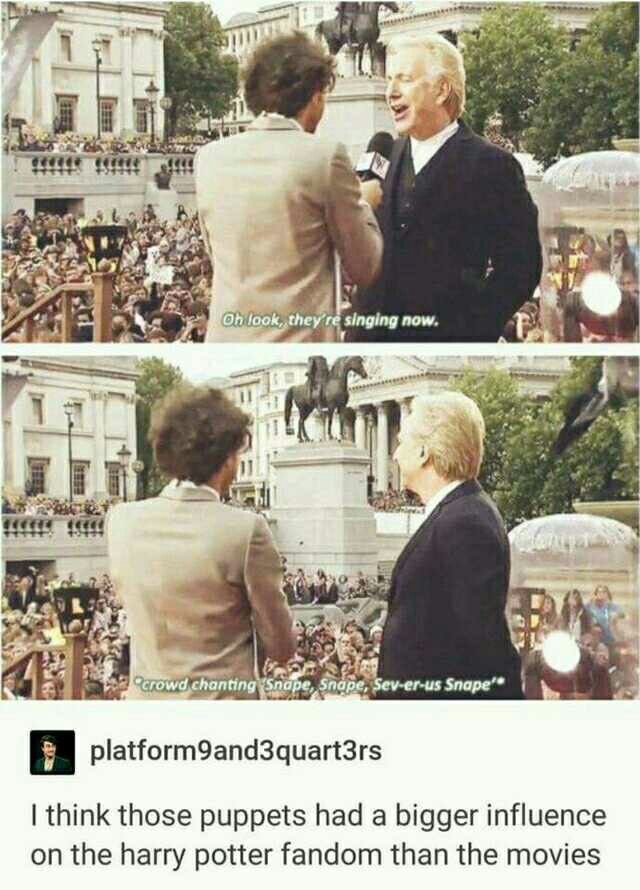 Oh look, they're singing now.
*crowd chanting 'Snape, Snape, Sev-er-us Snape'*
platform9and3quart3rs
I think those puppets had a bigger influence
on the harry potter fandom than the movies